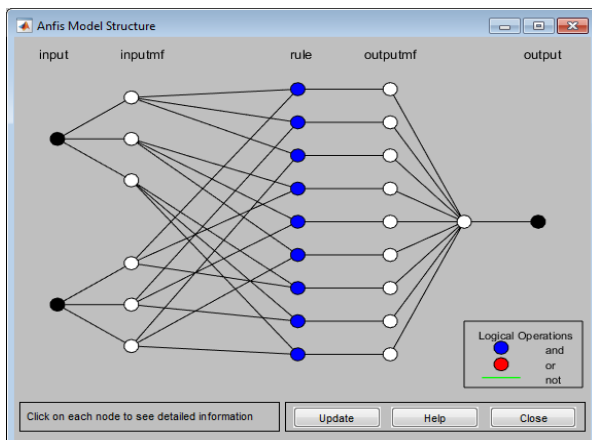 Anfis Model Structure
input inputmf rule outputmf output
Logical Operations
and
or
not
Click on each node to see detailed information Update Help Close